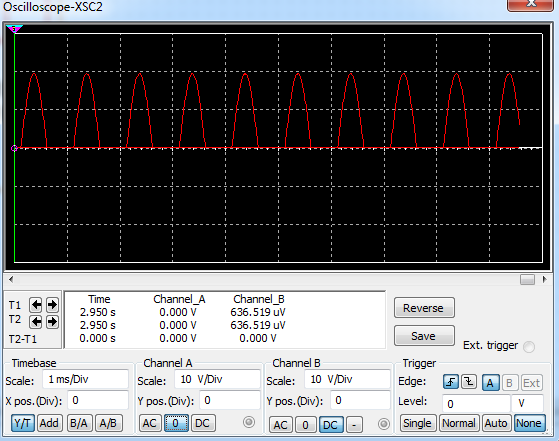 Oscilloscope-XSC2
x
T1
T2
T2-T1
Time Channel_A Channel_B
2.950 s 0.000 V 636.519 uV
2.950 s 0.000 V 636.519 uV
0.000 s 0.000 V 0.000 V
Reverse
Save
Ext. trigger
Timebase
Scale: 1 ms/Div
X pos.(Div): 0
Y/T Add B/A A/B
Channel A
Scale: 10 V/Div
Y pos.(Div): 0
AC 0 DC
Channel B
Scale: 10 V/Div
Y pos.(Div): 0
AC 0 DC -
Trigger
Edge: A B Ext
Level: 0 V
Single Normal Auto None